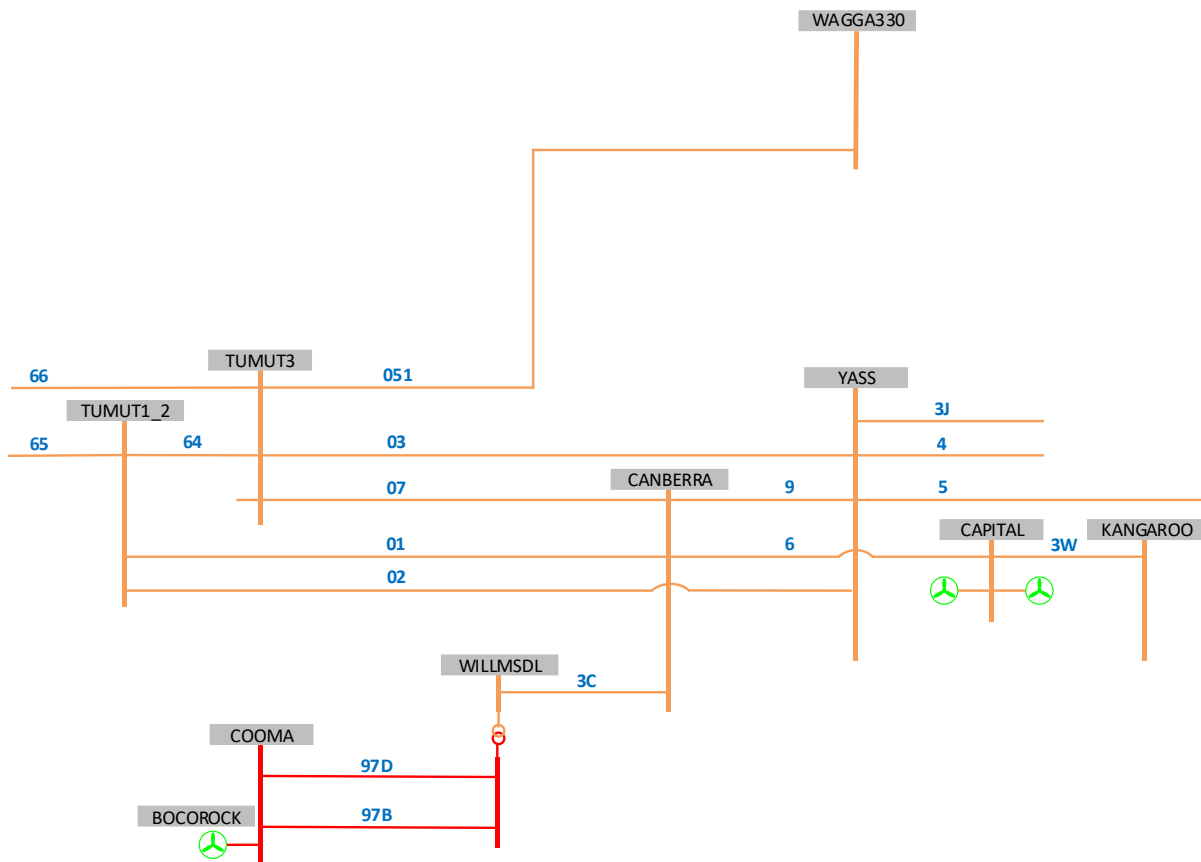 WAGGA330
TUMUT3
66
051
YASS
TUMUT1_2
3J
65
64
03
4
CANBERRA
07
9
5
01
6
CAPITAL
3W
KANGAROO
02
WILLMSDL
3C
COOMA
97D
BOCOROCK
97B